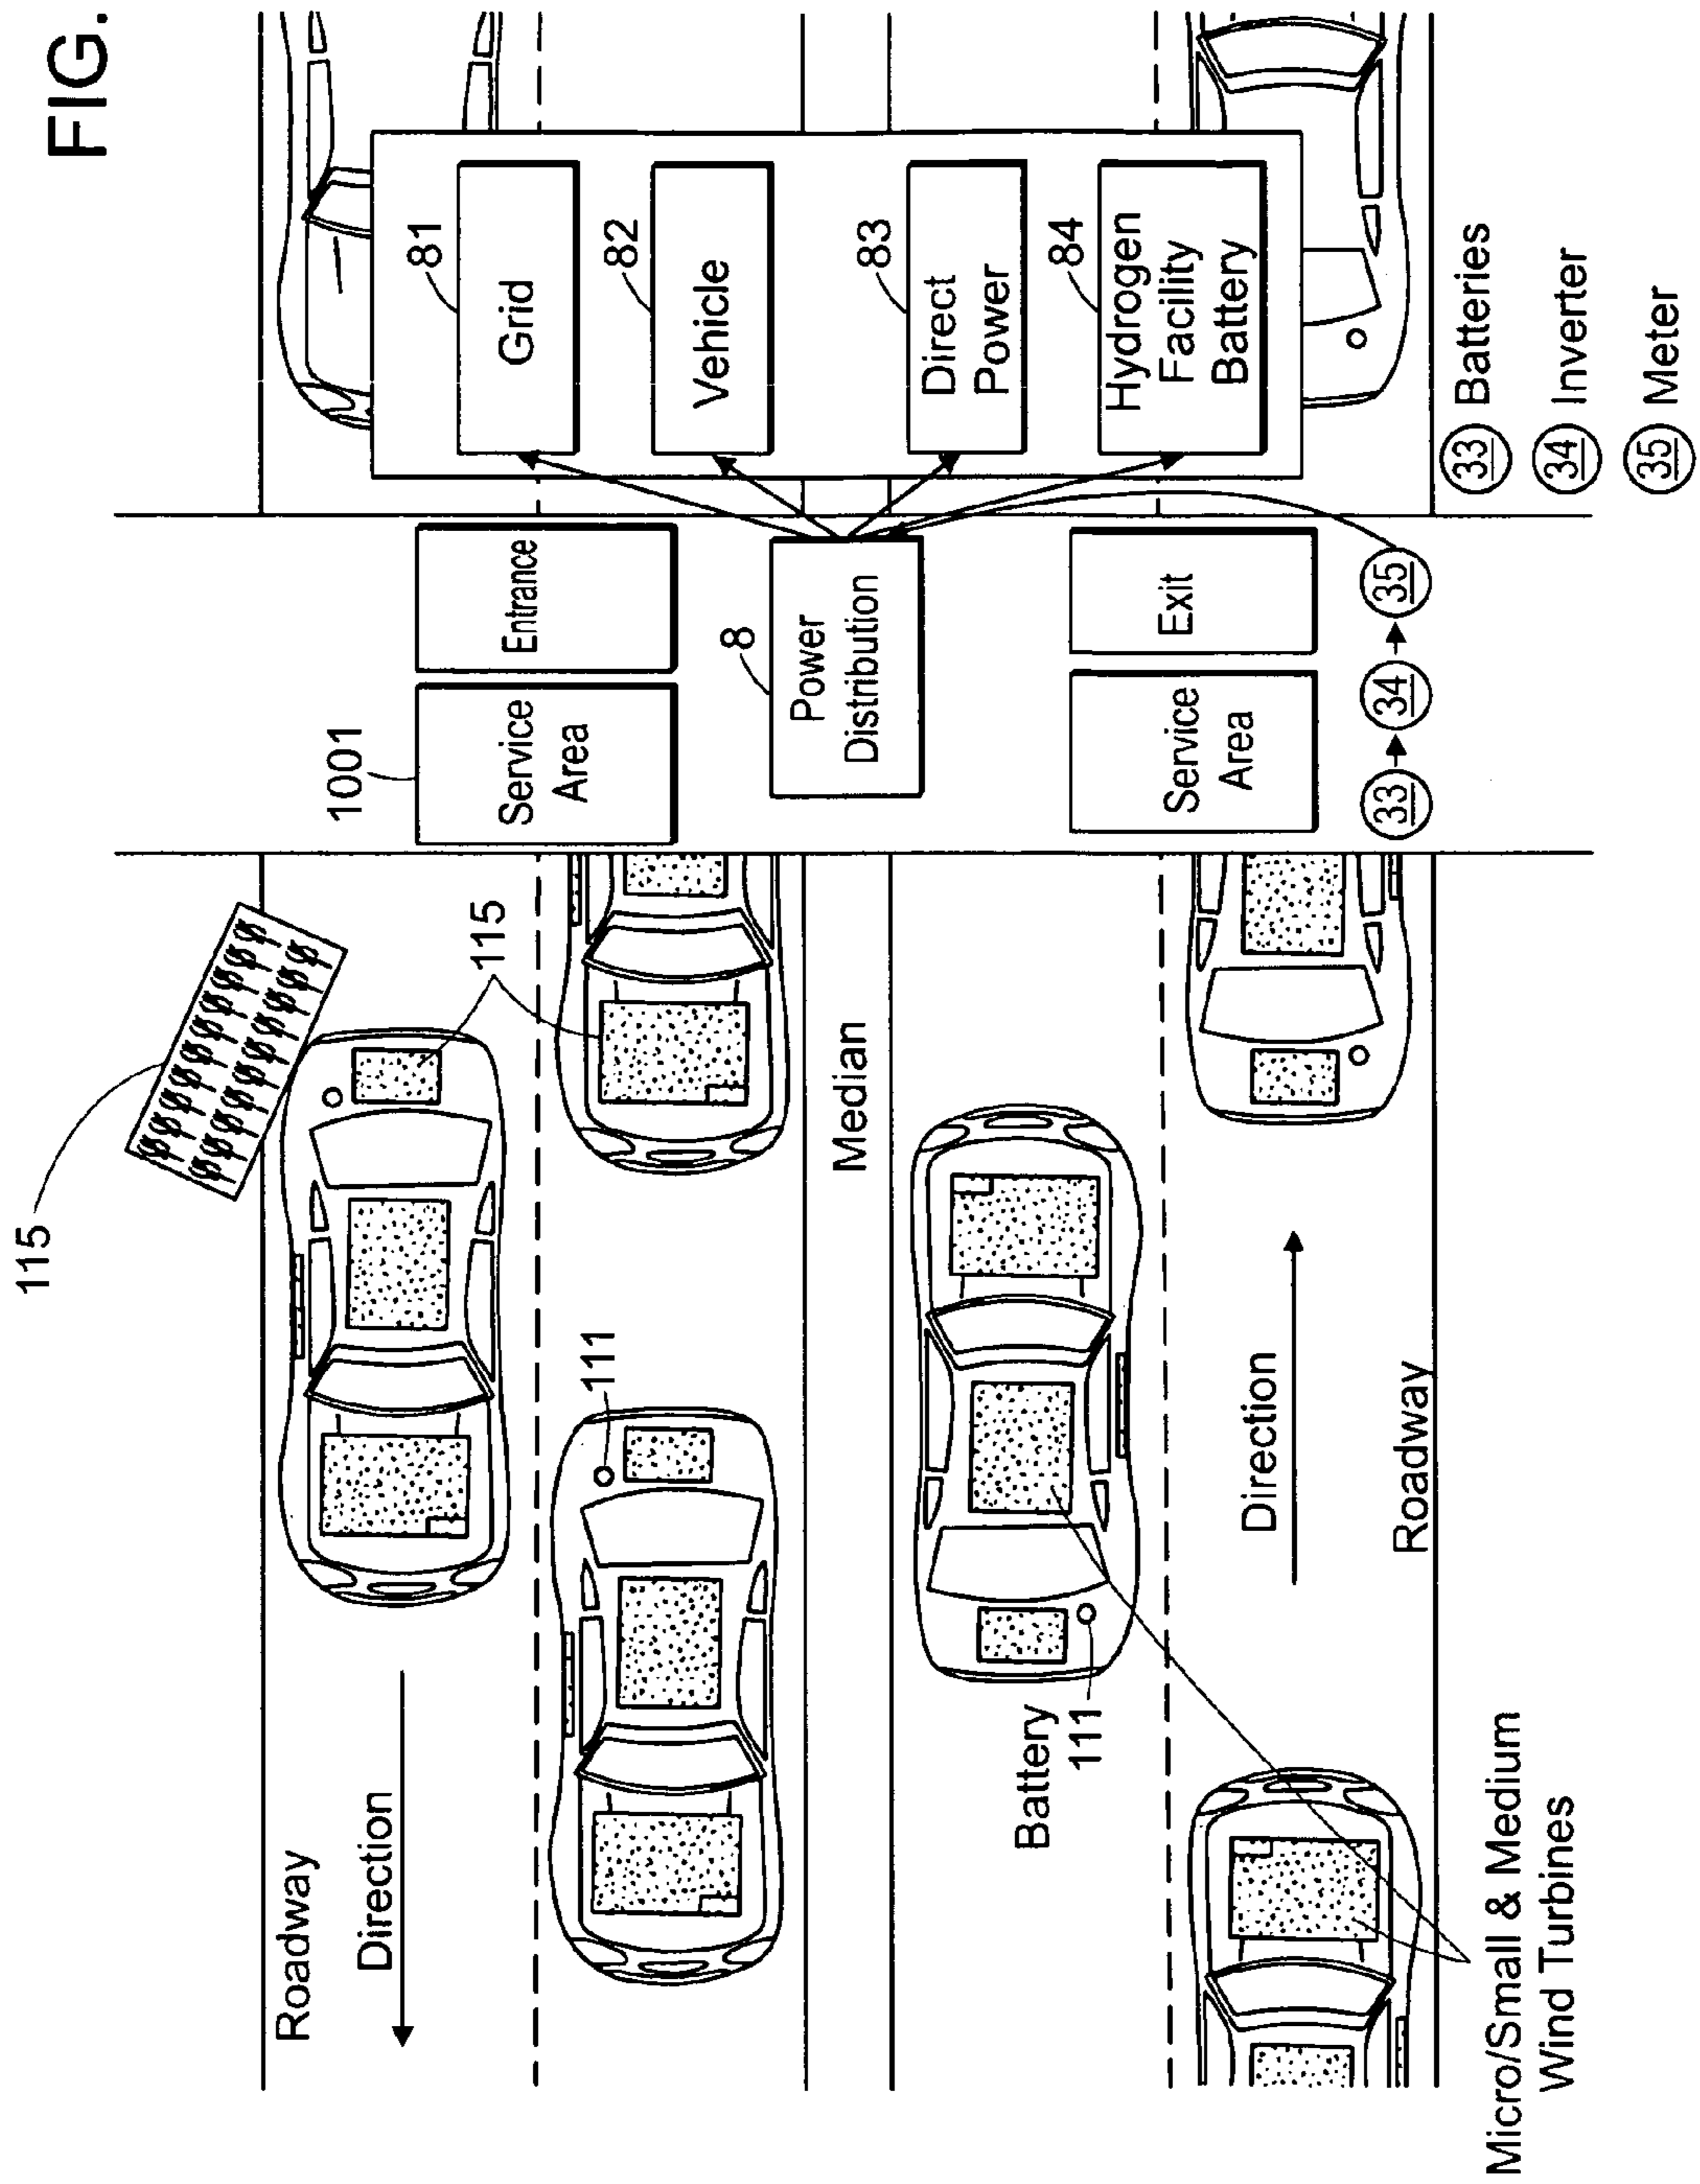 FIG.
115
1001
Service
Area
Entrance
81
Grid
82
Vehicle
83
Direct
Power
84
Hydrogen
Facility
Battery
8
Power
Distribution
115
Roadway
Direction
111
Median
Battery
111
Direction
Roadway
Service
Area
Exit
33
34
35
33 Batteries
34 Inverter
35 Meter
Micro/Small & Medium
Wind Turbines